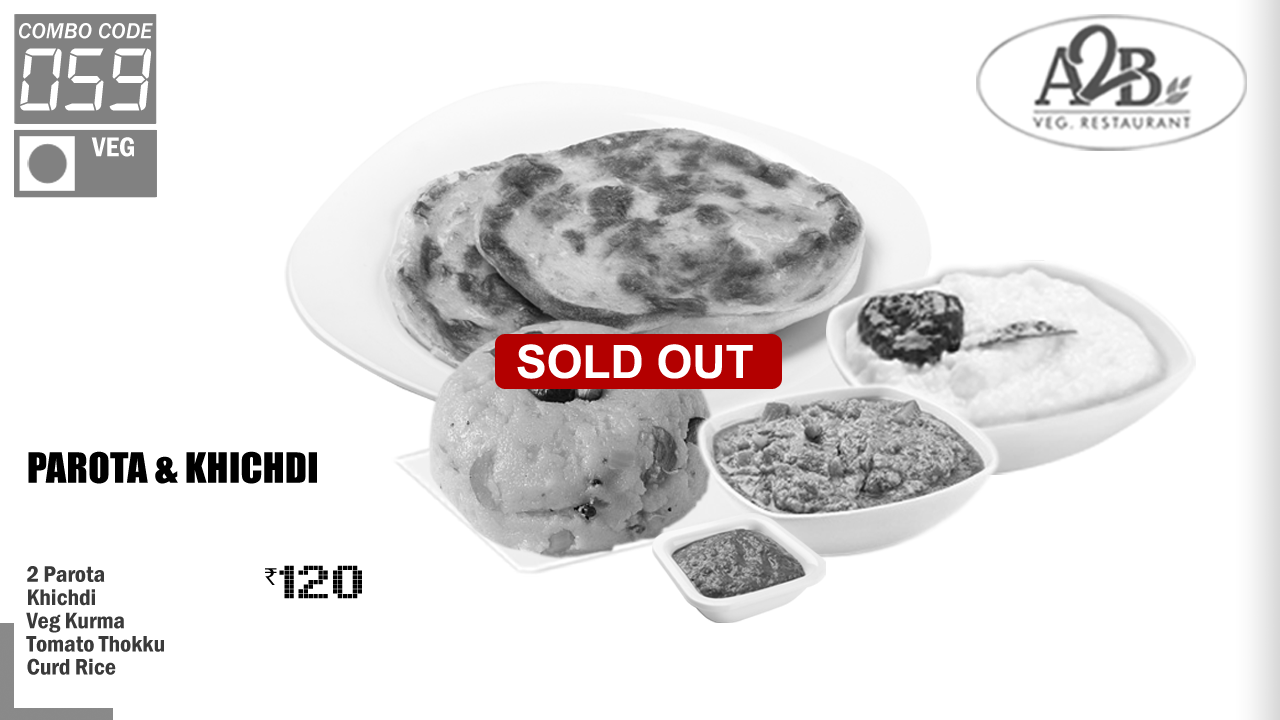 COMBO CODE
059
VEG
A2B
VEG. RESTAURANT
SOLD OUT
PAROTA & KHICHDI
2 Parota
Khichdi
Veg Kurma
Tomato Thokku
Curd Rice
₹120